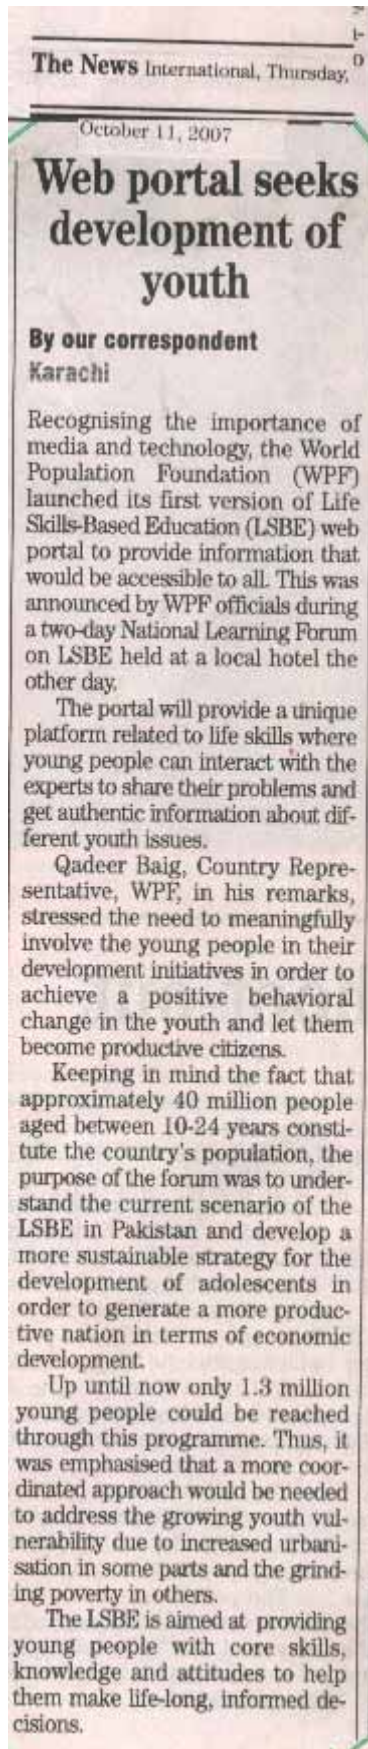 The News International, Thursday,
October 11, 2007
Web portal seeks
development of
youth
By our correspondent
Karachi
Recognising the importance of
media and technology, the World
Population Foundation (WPF)
launched its first version of Life
Skills-Based Education (LSBE) web
portal to provide information that
would be accessible to all. This was
announced by WPF officials during
a two-day National Learning Forum
on LSBE held at a local hotel the
other day.
The portal will provide a unique
platform related to life skills where
young people can interact with the
experts to share their problems and
get authentic information about dif-
ferent youth issues.
Qadeer Baig, Country Repre-
sentative, WPF, in his remarks,
stressed the need to meaningfully
involve the young people in their
development initiatives in order to
achieve a positive behavioral
change in the youth and let them
become productive citizens.
Keeping in mind the fact that
approximately 40 million people
aged between 10-24 years consti-
tute the country's population, the
purpose of the forum was to under-
stand the current scenario of the
LSBE in Pakistan and develop a
more sustainable strategy for the
development of adolescents in
order to generate a more produc-
tive nation in terms of economic
development.
Up until now only 1.3 million
young people could be reached
through this programme. Thus, it
was emphasised that a more coor-
dinated approach would be needed
to address the growing youth vul-
nerability due to increased urbani-
sation in some parts and the grind-
ing poverty in others.
The LSBE is aimed at providing
young people with core skills,
knowledge and attitudes to help
them make life-long, informed de-
cisions.